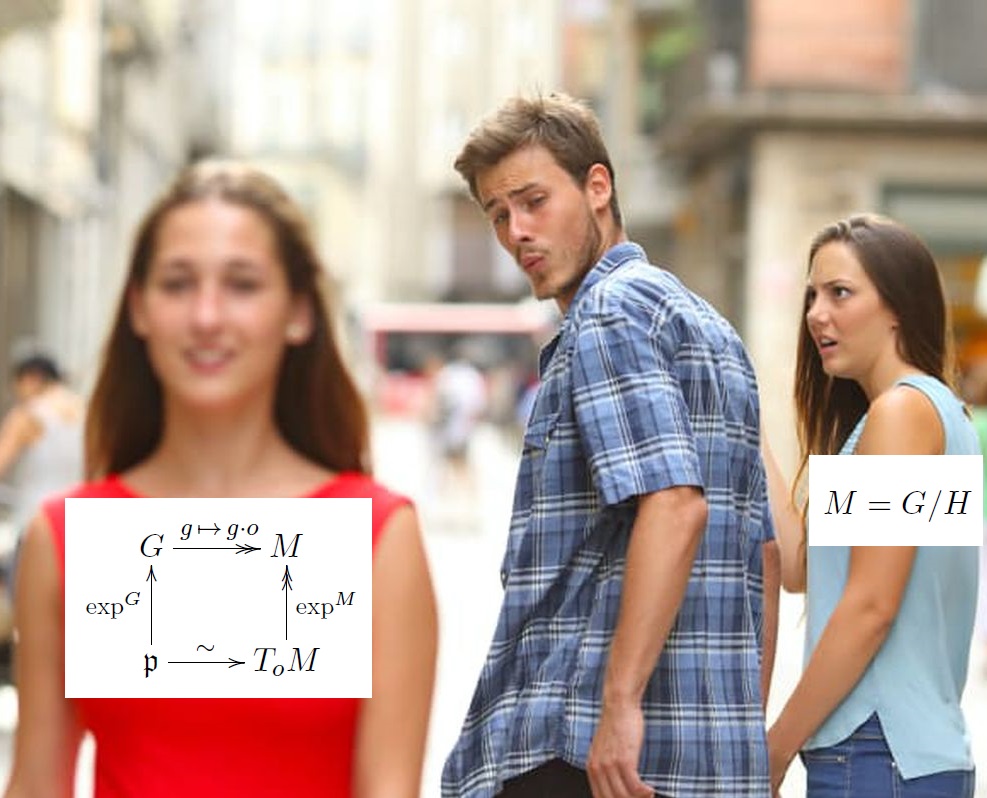 g ↦ g·o
G M
exp^G exp^M
𝔭 ∼ T_oM
M = G/H